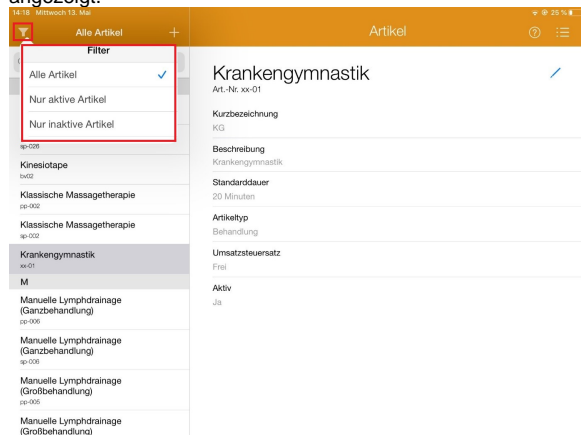 angezeigt.
14:18 Mittwoch 13. Mai
25 %
Alle Artikel
+
Artikel
?
Filter
Alle Artikel ✓
Nur aktive Artikel
Nur inaktive Artikel
sp-026
Kinesiotape
bv02
Klassische Massagetherapie
pp-002
Klassische Massagetherapie
sp-002
Krankengymnastik
xx-01
M
Manuelle Lymphdrainage
(Ganzbehandlung)
pp-006
Manuelle Lymphdrainage
(Ganzbehandlung)
sp-006
Manuelle Lymphdrainage
(Großbehandlung)
pp-005
Manuelle Lymphdrainage
(Großbehandlung)
Krankengymnastik
Art.-Nr. xx-01
Kurzbezeichnung
KG
Beschreibung
Krankengymnastik
Standarddauer
20 Minuten
Artikeltyp
Behandlung
Umsatzsteuersatz
Frei
Aktiv
Ja